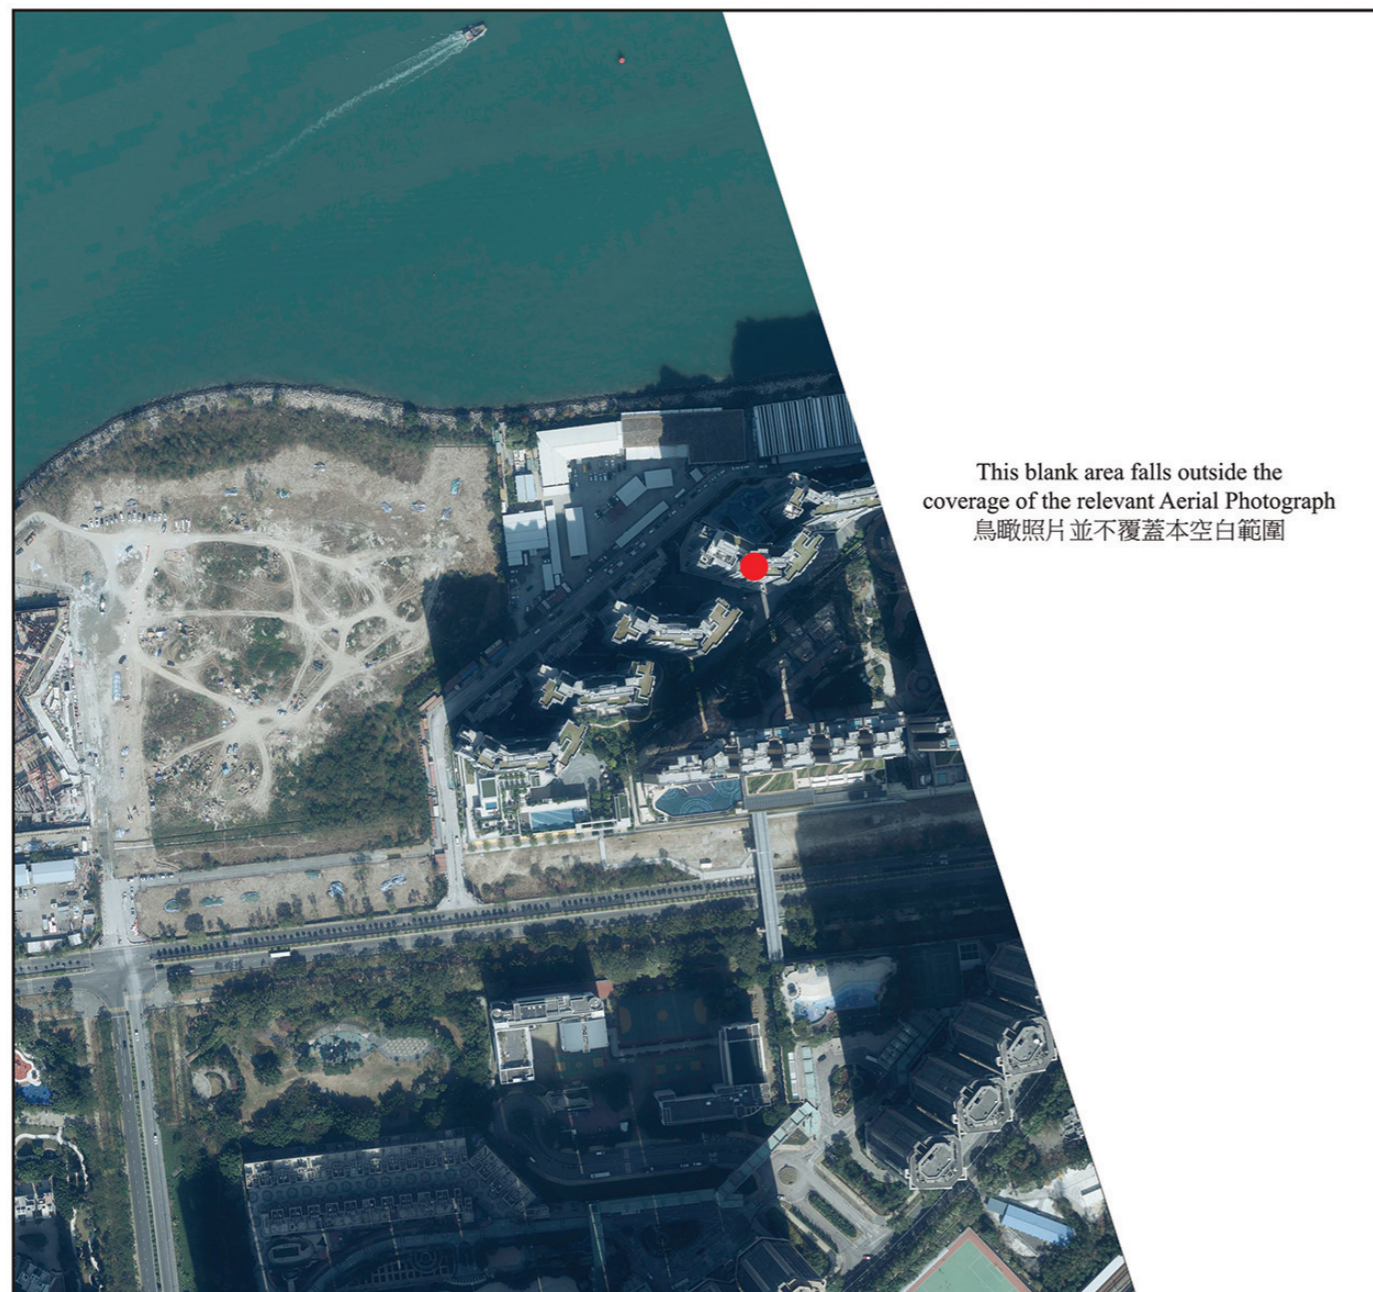 This blank area falls outside the
coverage of the relevant Aerial Photograph
鳥瞰照片並不覆蓋本空白範圍